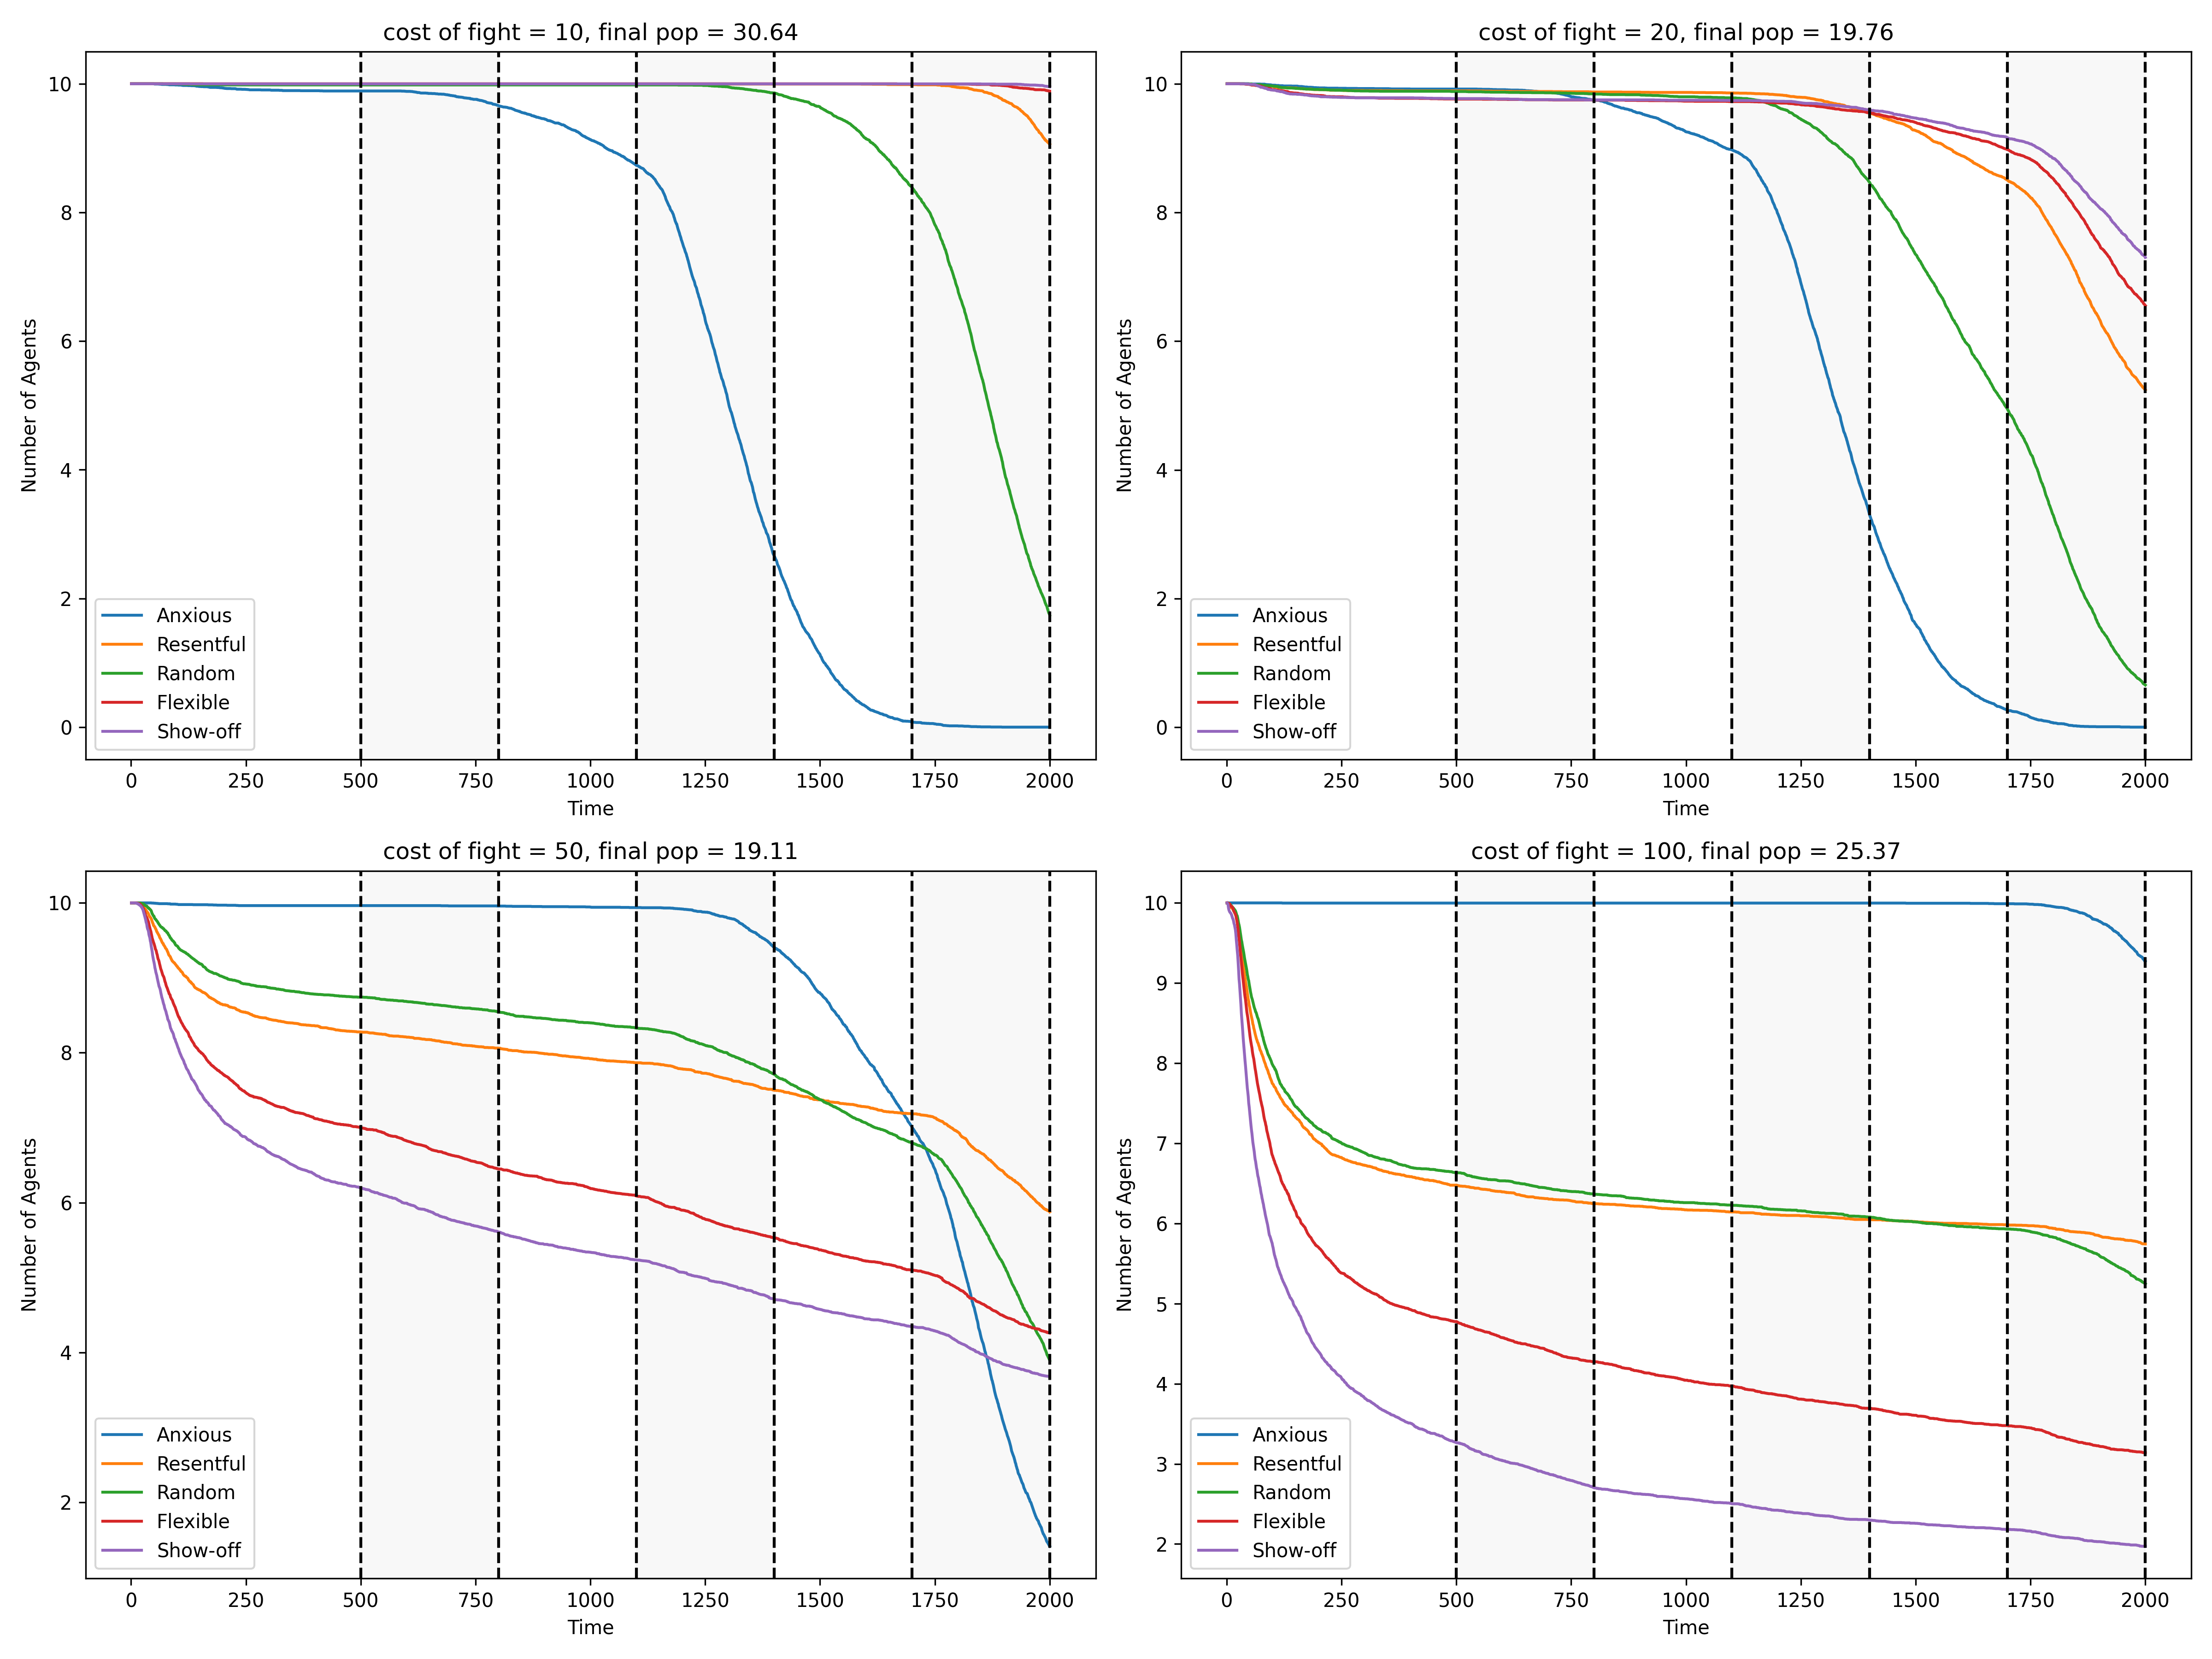 cost of fight = 10, final pop = 30.64
Number of Agents
10
8
6
4
2
0
Anxious
Resentful
Random
Flexible
Show-off
0 250 500 750 1000 1250 1500 1750 2000
Time
cost of fight = 20, final pop = 19.76
Number of Agents
10
8
6
4
2
0
Anxious
Resentful
Random
Flexible
Show-off
0 250 500 750 1000 1250 1500 1750 2000
Time
cost of fight = 50, final pop = 19.11
Number of Agents
10
8
6
4
2
Anxious
Resentful
Random
Flexible
Show-off
0 250 500 750 1000 1250 1500 1750 2000
Time
cost of fight = 100, final pop = 25.37
Number of Agents
10
9
8
7
6
5
4
3
2
Anxious
Resentful
Random
Flexible
Show-off
0 250 500 750 1000 1250 1500 1750 2000
Time